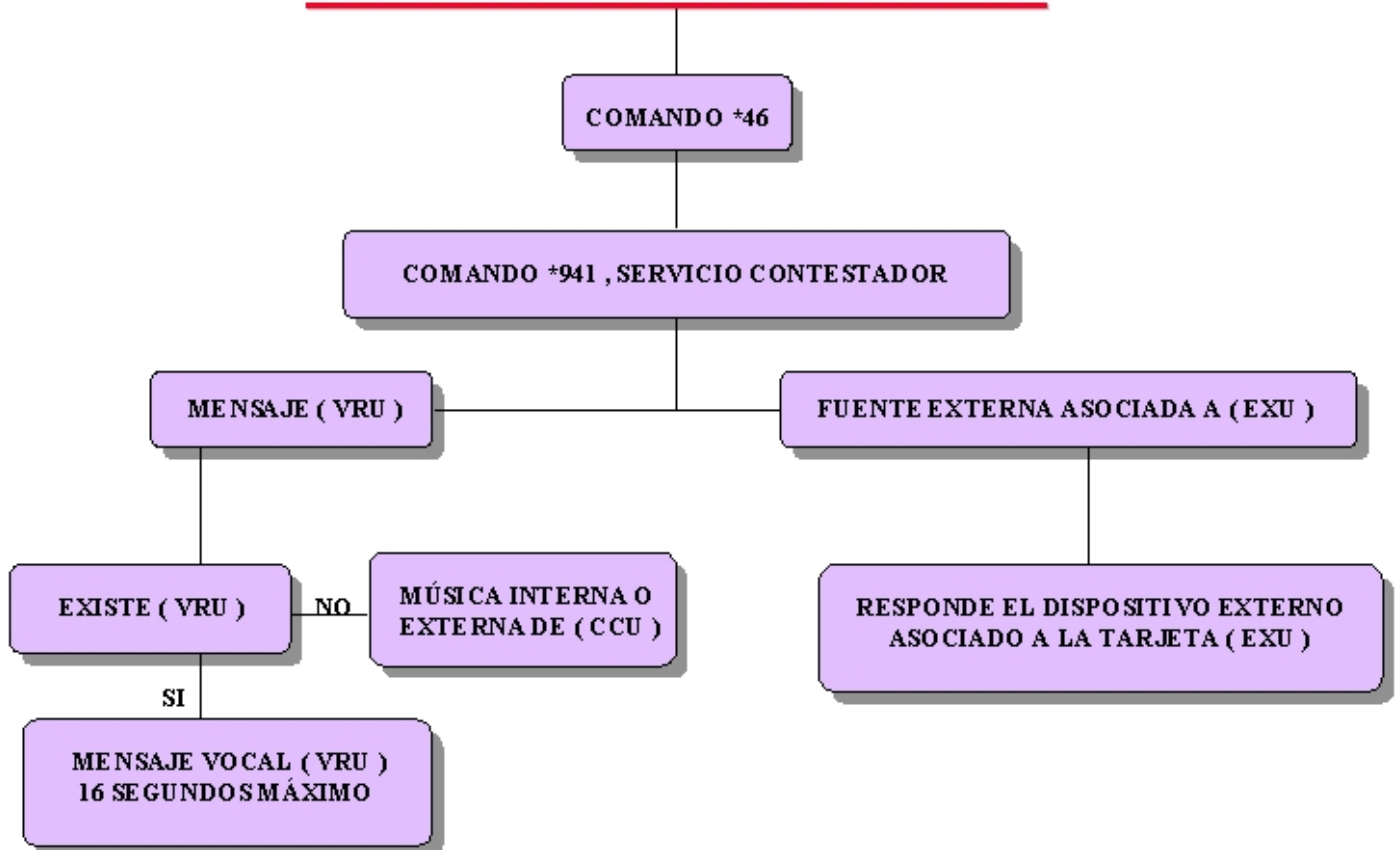 COMANDO *46
COMANDO *941 , SERVICIO CONTESTADOR
MENSAJE ( VRU )
FUENTE EXTERNA ASOCIADA A ( EXU )
EXISTE ( VRU )
NO
MÚSICA INTERNA O
EXTERNA DE ( CCU )
RESPONDE EL DISPOSITIVO EXTERNO
ASOCIADO A LA TARJETA ( EXU )
SI
MENSAJE VOCAL ( VRU )
16 SEGUNDOS MÁXIMO